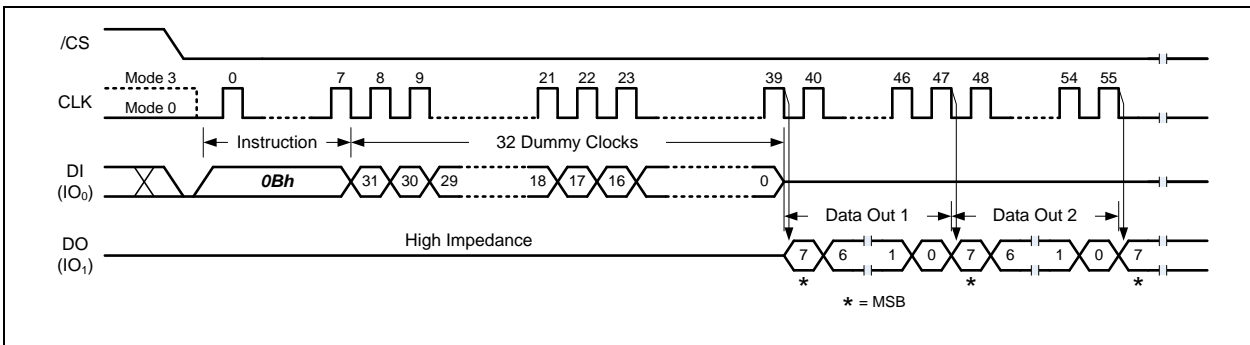 /CS
Mode 3 0 7 8 9 21 22 23 39 40 46 47 48 54 55
CLK
Mode 0
Instruction 32 Dummy Clocks
DI
(IO0)
0Bh 31 30 29 18 17 16 0
Data Out 1 Data Out 2
DO
(IO1)
High Impedance
7 6 1 0 7 6 1 0 7
* * *
* = MSB